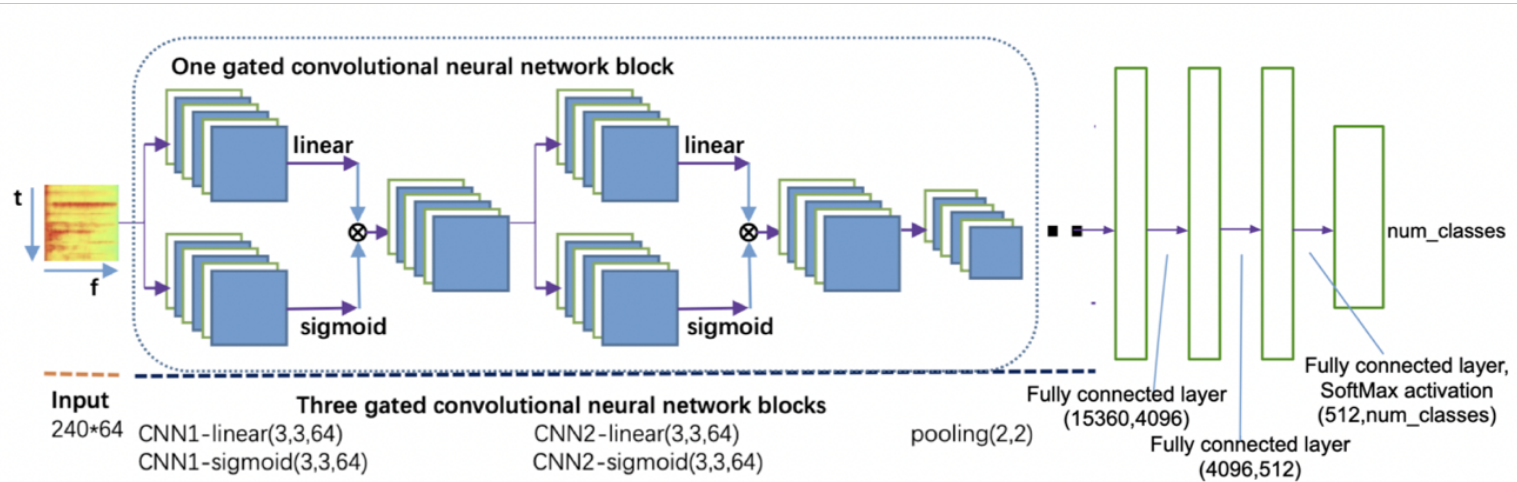 One gated convolutional neural network block
linear
linear
t
f
sigmoid
sigmoid
num_classes
Input
240*64
Three gated convolutional neural network blocks
CNN1-linear(3,3,64)
CNN1-sigmoid(3,3,64)
CNN2-linear(3,3,64)
CNN2-sigmoid(3,3,64)
pooling(2,2)
Fully connected layer
(15360,4096)
Fully connected layer
(4096,512)
Fully connected layer,
SoftMax activation
(512,num_classes)